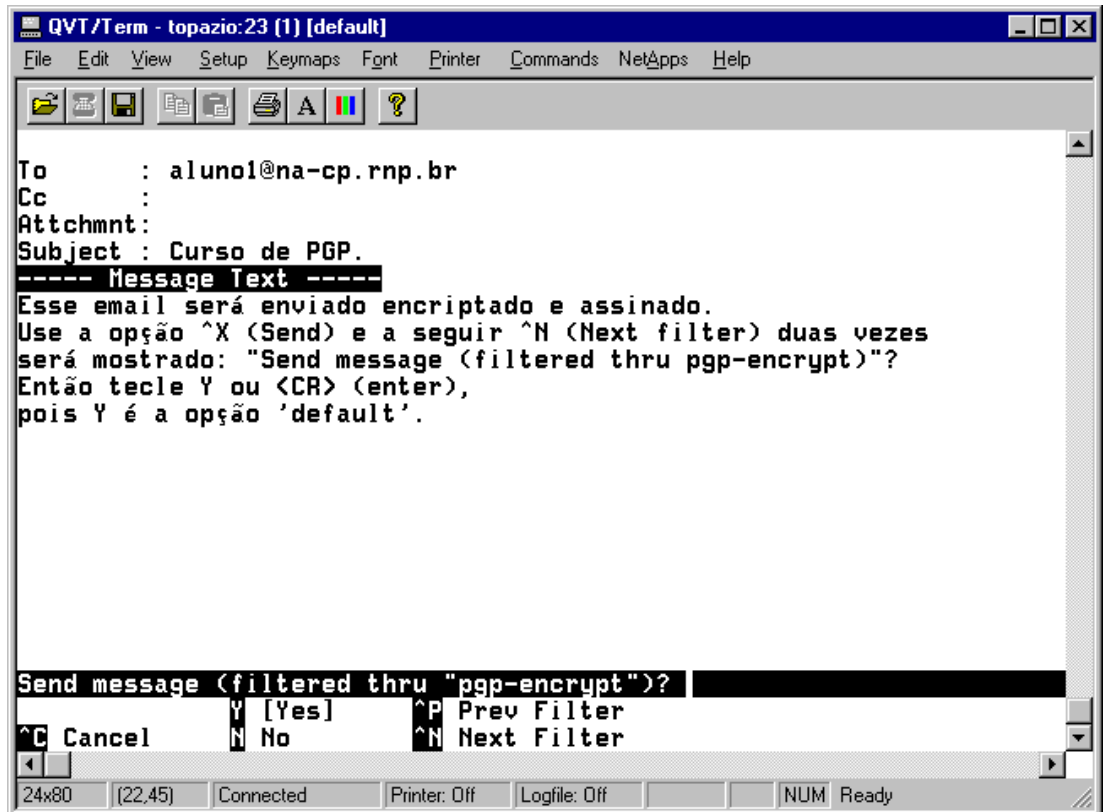 QVT/Term - topazio:23 (1) [default]
File Edit View Setup Keymaps Font Printer Commands NetApps Help
A ?
To : aluno1@na-cp.rnp.br
Cc :
Attchmnt:
Subject : Curso de PGP.
----- Message Text -----
Esse email será enviado encriptado e assinado.
Use a opção ^X (Send) e a seguir ^N (Next filter) duas vezes
será mostrado: "Send message (filtered thru pgp-encrypt)"?
Então tecle Y ou <CR> (enter),
pois Y é a opção 'default'.
Send message (filtered thru "pgp-encrypt")?
Y [Yes] ^P Prev Filter
^C Cancel N No ^N Next Filter
24x80 (22,45) Connected Printer: Off Logfile: Off NUM Ready